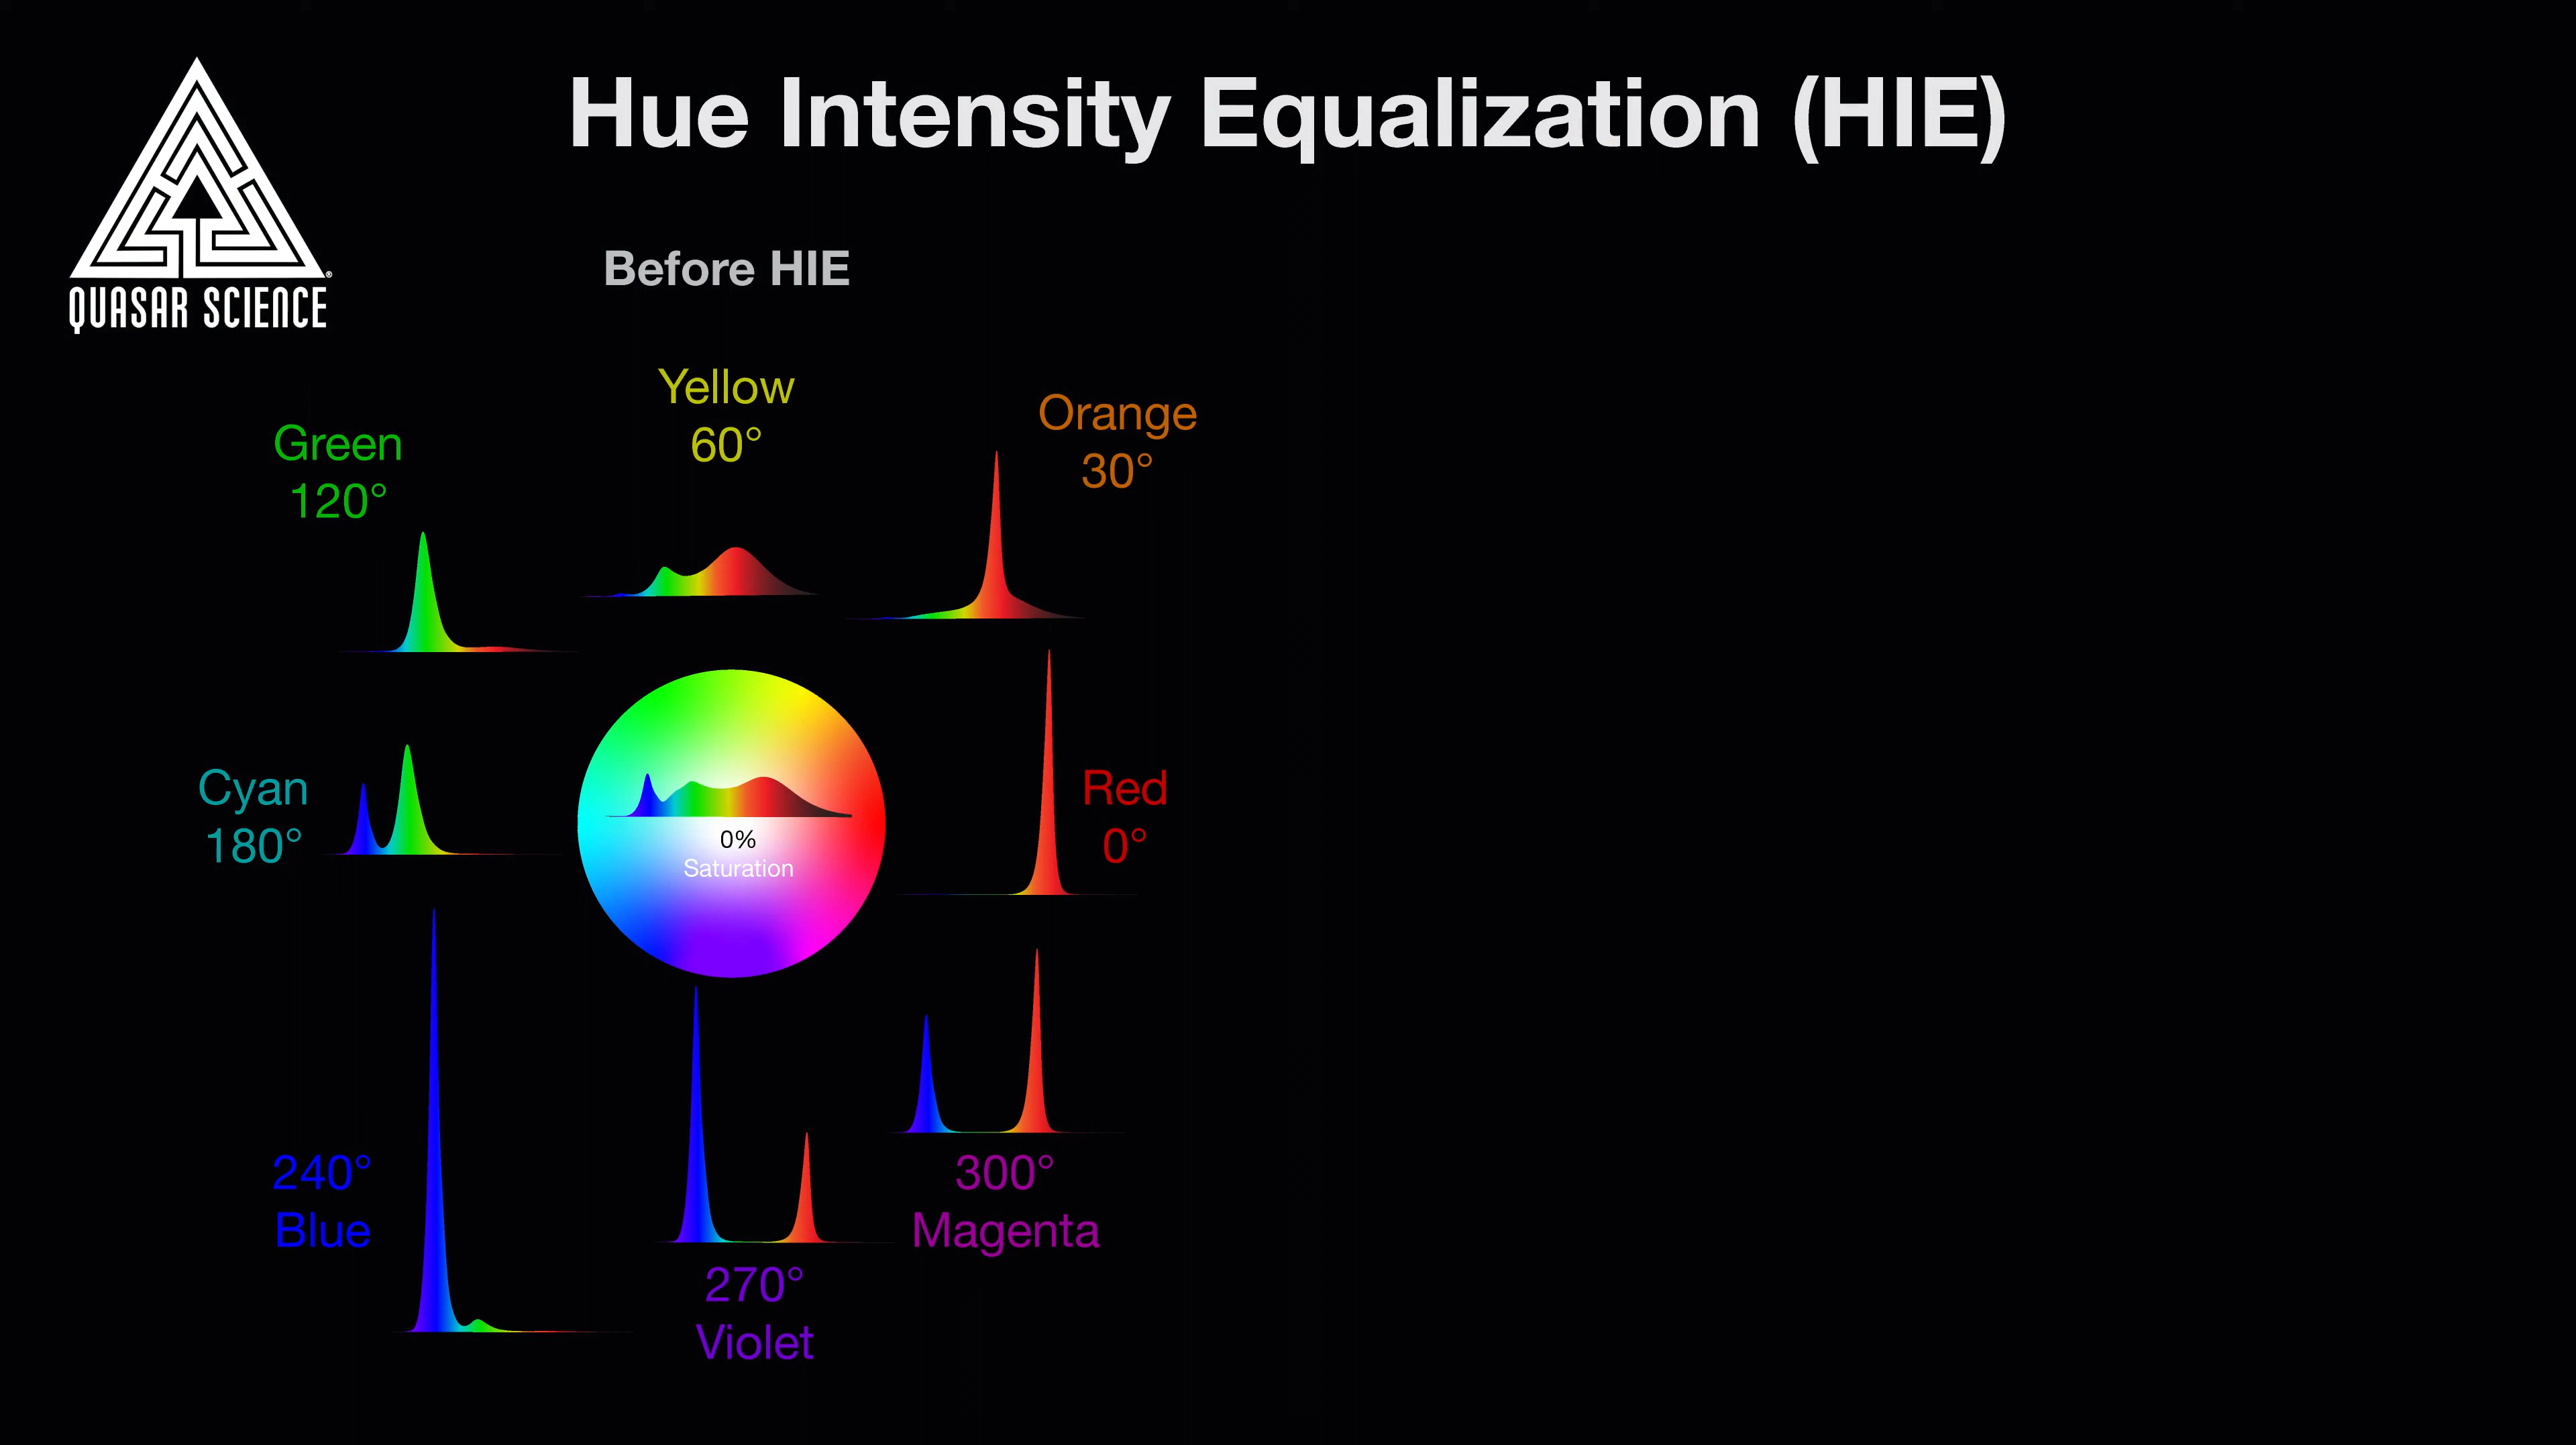 Hue Intensity Equalization (HIE)
QUASAR SCIENCE®
Before HIE
Yellow
60°
Orange
30°
Green
120°
Cyan
180°
0%
Saturation
Red
0°
240°
Blue
300°
Magenta
270°
Violet